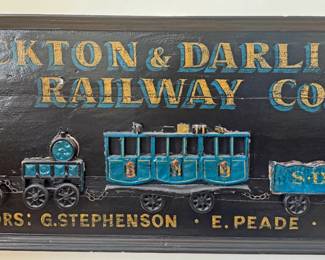 CKTON & DARLI
RAILWAY CO
S·D
ORS: G.STEPHENSON · E. PEADE ·